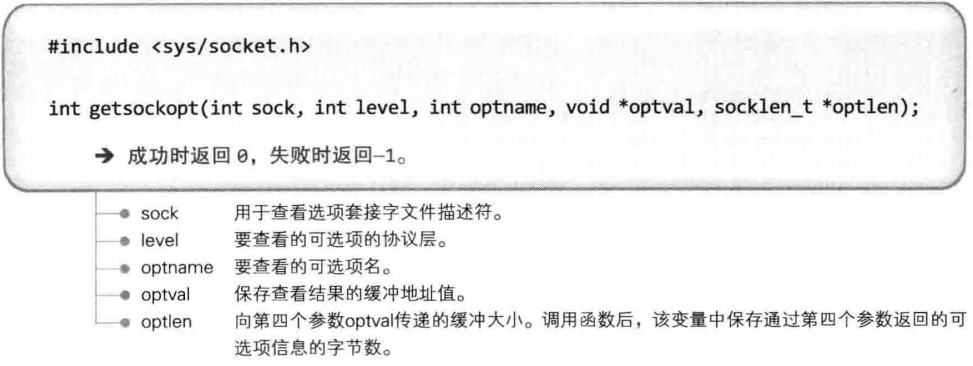 #include <sys/socket.h>
int getsockopt(int sock, int level, int optname, void *optval, socklen_t *optlen);
➔ 成功时返回 0，失败时返回–1。
sock 用于查看选项套接字文件描述符。
level 要查看的可选项的协议层。
optname 要查看的可选项名。
optval 保存查看结果的缓冲地址值。
optlen 向第四个参数optval传递的缓冲大小。调用函数后，该变量中保存通过第四个参数返回的可
选项信息的字节数。